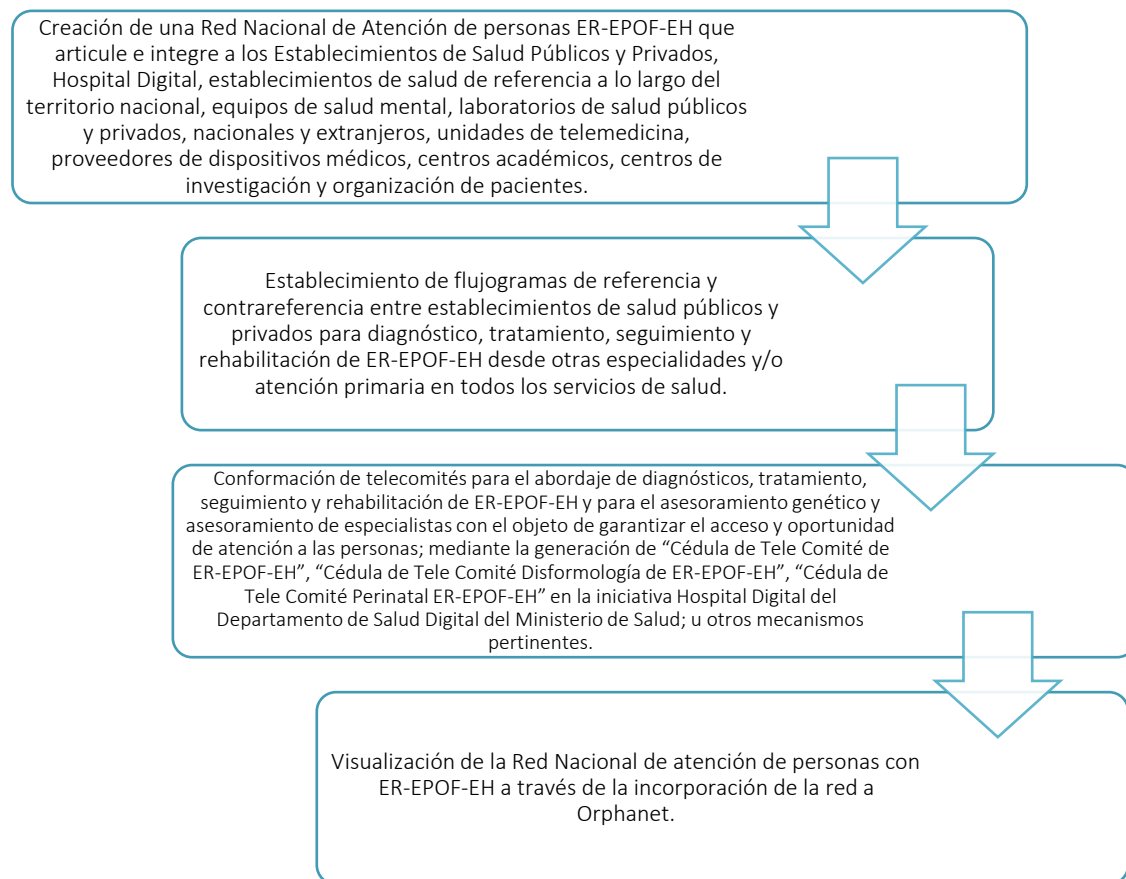 Creación de una Red Nacional de Atención de personas ER-EPOF-EH que
articule e integre a los Establecimientos de Salud Públicos y Privados,
Hospital Digital, establecimientos de salud de referencia a lo largo del
territorio nacional, equipos de salud mental, laboratorios de salud públicos
y privados, nacionales y extranjeros, unidades de telemedicina,
proveedores de dispositivos médicos, centros académicos, centros de
investigación y organización de pacientes.
Establecimiento de flujogramas de referencia y
contrareferencia entre establecimientos de salud públicos y
privados para diagnóstico, tratamiento, seguimiento y
rehabilitación de ER-EPOF-EH desde otras especialidades y/o
atención primaria en todos los servicios de salud.
Conformación de telecomités para el abordaje de diagnósticos, tratamiento,
seguimiento y rehabilitación de ER-EPOF-EH y para el asesoramiento genético y
asesoramiento de especialistas con el objeto de garantizar el acceso y oportunidad
de atención a las personas; mediante la generación de “Cédula de Tele Comité de
ER-EPOF-EH”, “Cédula de Tele Comité Disformología de ER-EPOF-EH”, “Cédula de
Tele Comité Perinatal ER-EPOF-EH” en la iniciativa Hospital Digital del
Departamento de Salud Digital del Ministerio de Salud; u otros mecanismos
pertinentes.
Visualización de la Red Nacional de atención de personas con
ER-EPOF-EH a través de la incorporación de la red a
Orphanet.